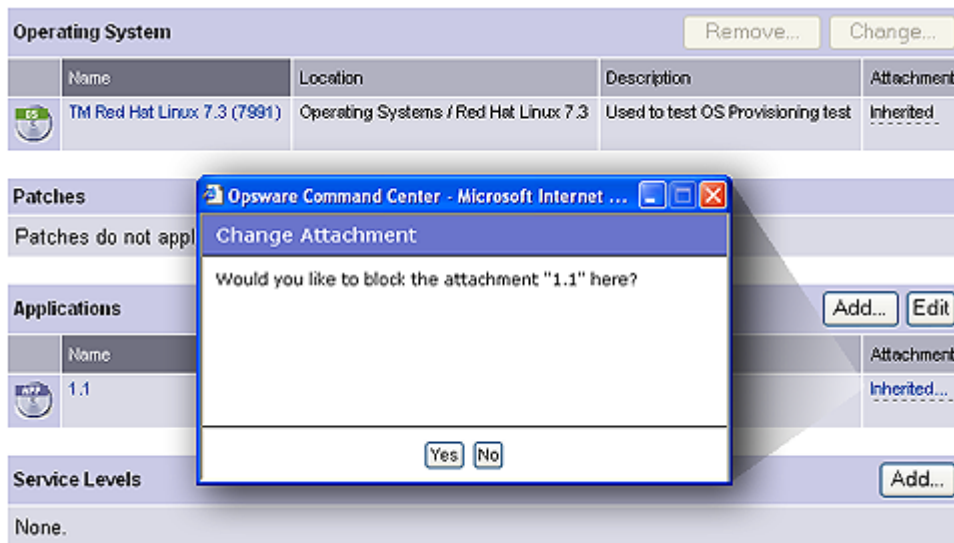 Operating System
Remove...
Change...
Name
Location
Description
Attachment
TM Red Hat Linux 7.3 (7991)
Operating Systems / Red Hat Linux 7.3
Used to test OS Provisioning test
Inherited
Patches
Patches do not appl
Opsware Command Center - Microsoft Internet ...
Change Attachment
Would you like to block the attachment "1.1" here?
Yes
No
Applications
Add...
Edit
Name
Attachment
APP
1.1
Inherited...
Service Levels
Add...
None.